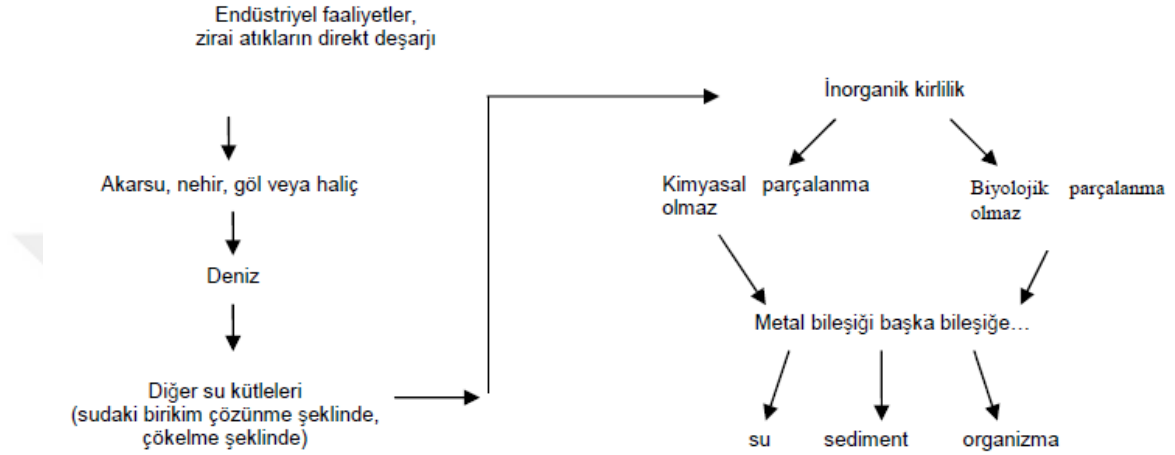 Endüstriyel faaliyetler,
zirai atıkların direkt deşarjı
Akarsu, nehir, göl veya haliç
Deniz
Diğer su kütleleri
(sudaki birikim çözünme şeklinde,
çökelme şeklinde)
İnorganik kirlilik
Kimyasal parçalanma
olmaz
Biyolojik parçalanma
olmaz
Metal bileşiği başka bileşiğe…
su
sediment
organizma